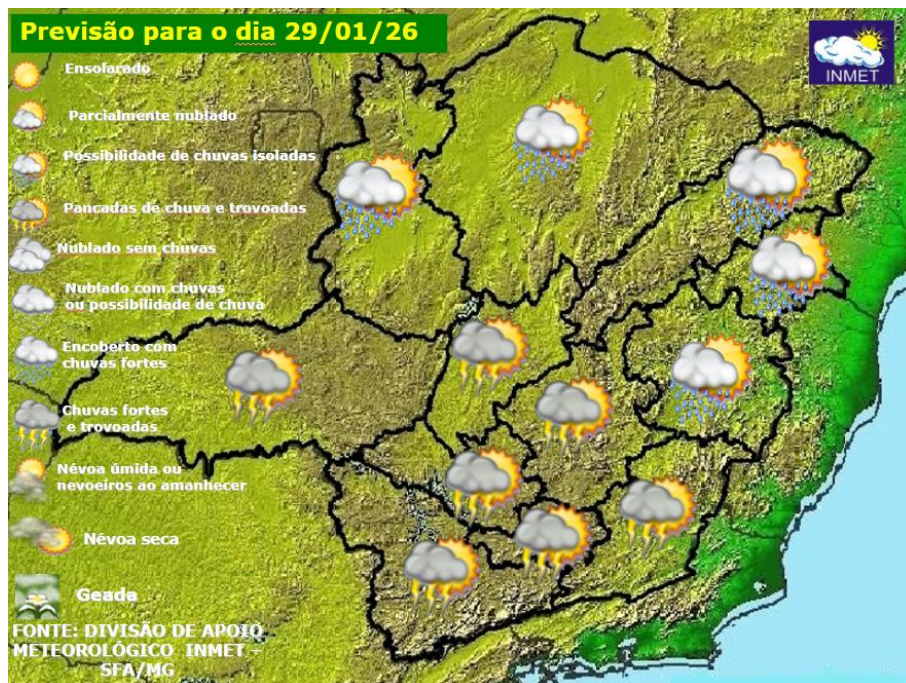 Previsão para o dia 29/01/26
INMET
Ensolarado
Parcialmente nublado
Possibilidade de chuvas isoladas
Pancadas de chuva e trovoadas
Nublado sem chuvas
Nublado com chuvas
ou possibilidade de chuva
Encoberto com
chuvas fortes
Chuvas fortes
e trovoadas
Névoa úmida ou
nevoeiros ao amanhecer
Névoa seca
Geada
FONTE: DIVISÃO DE APOIO
METEOROLÓGICO INMET –
SFA/MG